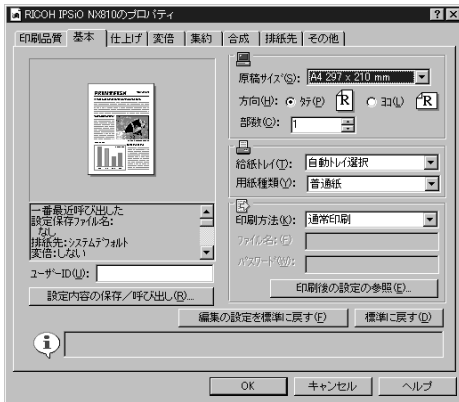 RICOH IPSiO NX810のプロパティ
印刷品質 基本 仕上げ 変倍 集約 合成 排紙先 その他
原稿サイズ(S): A4 297 x 210 mm
方向(H): タテ(P) R ヨコ(L) R
部数(C): 1
給紙トレイ(T): 自動トレイ選択
用紙種類(Y): 普通紙
一番最近呼び出した
設定保存ファイル名:
なし
排紙先:システムデフォルト
変倍:しない
印刷方法(K): 通常印刷
ファイル名:(F)
パスワード(W):
ユーザーID(U):
設定内容の保存/呼び出し(R)...
印刷後の設定の参照(E)...
編集の設定を標準に戻す(F) 標準に戻す(D)
OK キャンセル ヘルプ